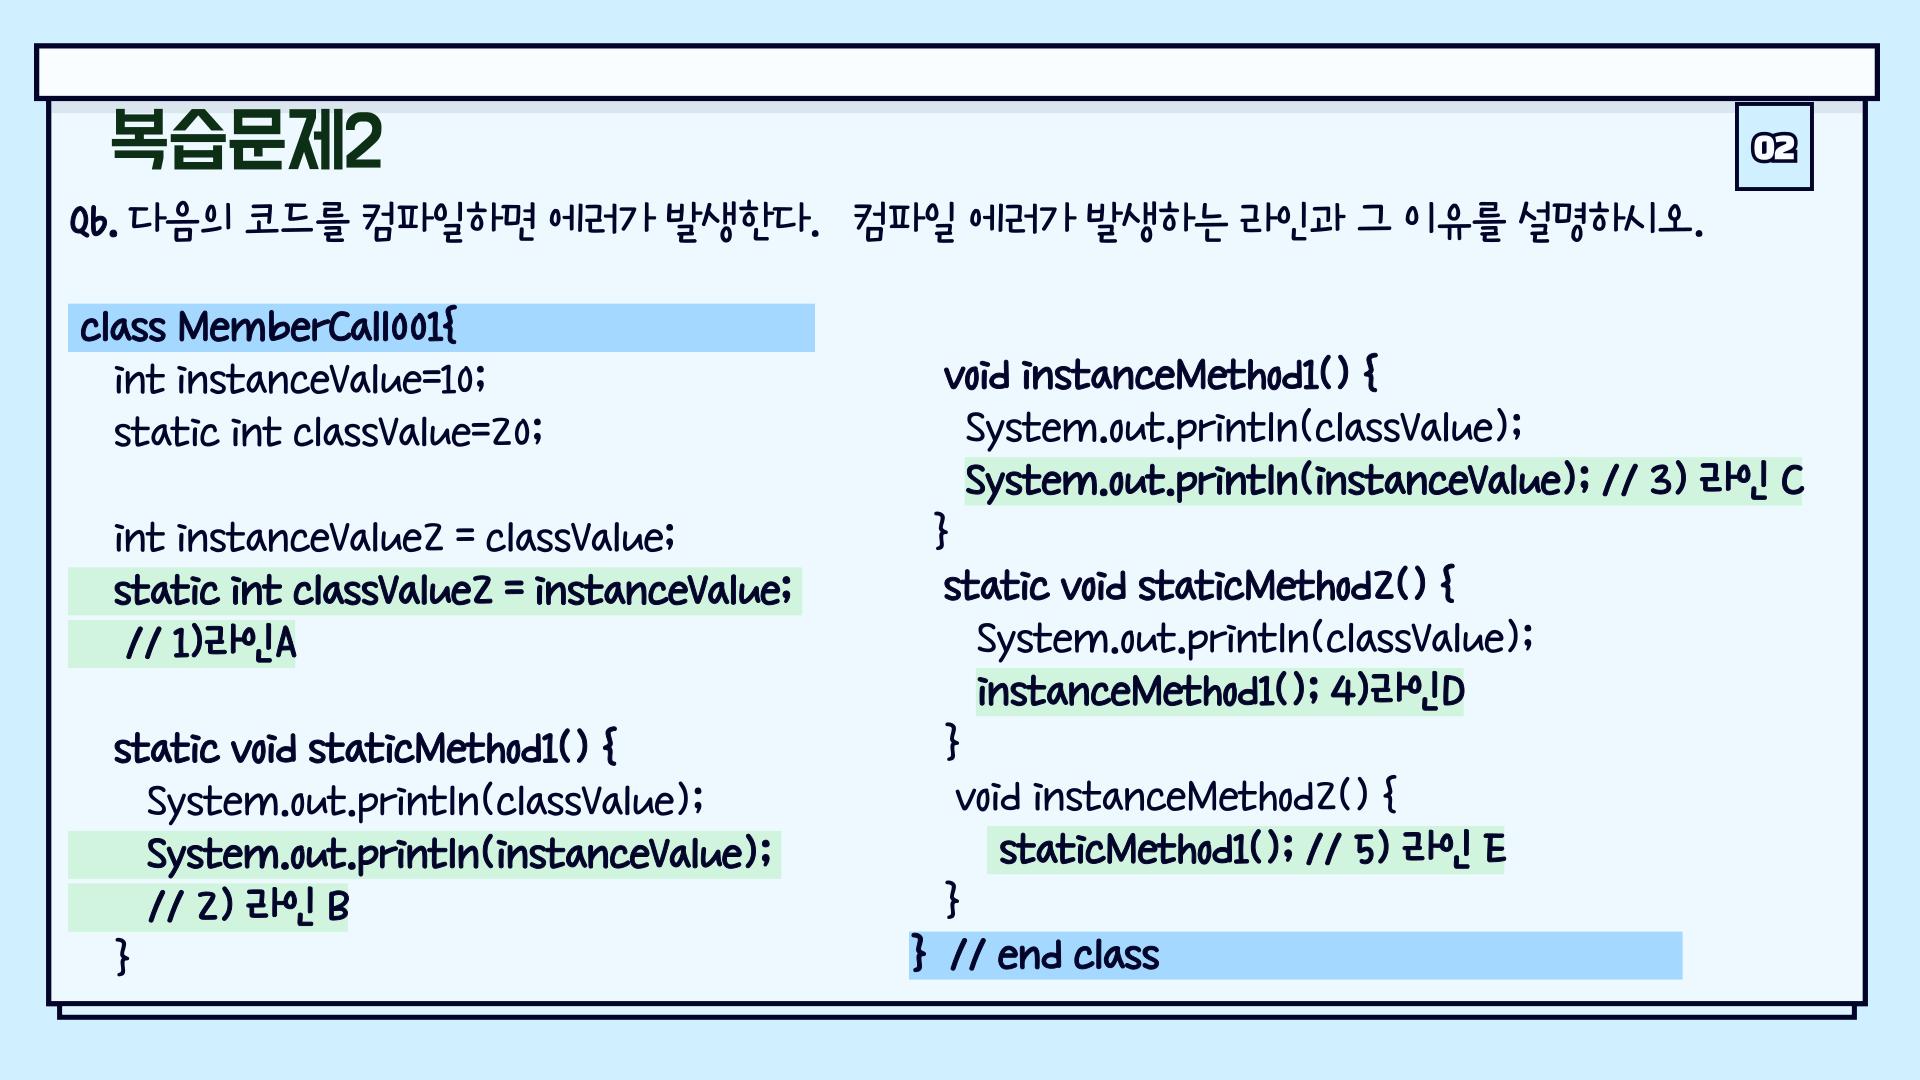 복습문제2
02
Q6. 다음의 코드를 컴파일하면 에러가 발생한다. 컴파일 에러가 발생하는 라인과 그 이유를 설명하시오.
class MemberCall001{
int instanceValue=10;
static int classValue=20;
int instanceValue2 = classValue;
static int classValue2 = instanceValue;
// 1)라인A
static void staticMethod1() {
System.out.println(classValue);
System.out.println(instanceValue);
// 2) 라인 B
}
void instanceMethod1() {
System.out.println(classValue);
System.out.println(instanceValue); // 3) 라인 C
}
static void staticMethod2() {
System.out.println(classValue);
instanceMethod1(); 4)라인D
}
void instanceMethod2() {
staticMethod1(); // 5) 라인 E
}
} // end class